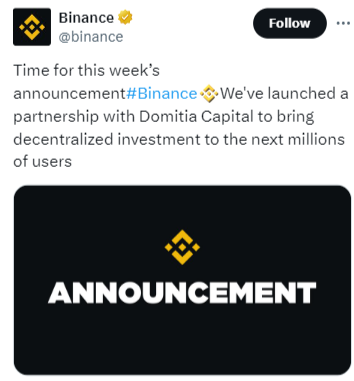 Binance
@binance
Follow
Time for this week's
announcement#Binance We've launched a
partnership with Domitia Capital to bring
decentralized investment to the next millions
of users
ANNOUNCEMENT